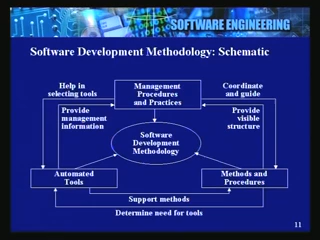 SOFTWARE ENGINEERING
Software Development Methodology: Schematic
Help in
selecting tools
Management
Procedures
and Practices
Coordinate
and guide
Provide
management
information
Provide
visible
structure
Software
Development
Methodology
Automated
Tools
Methods and
Procedures
Support methods
Determine need for tools
11